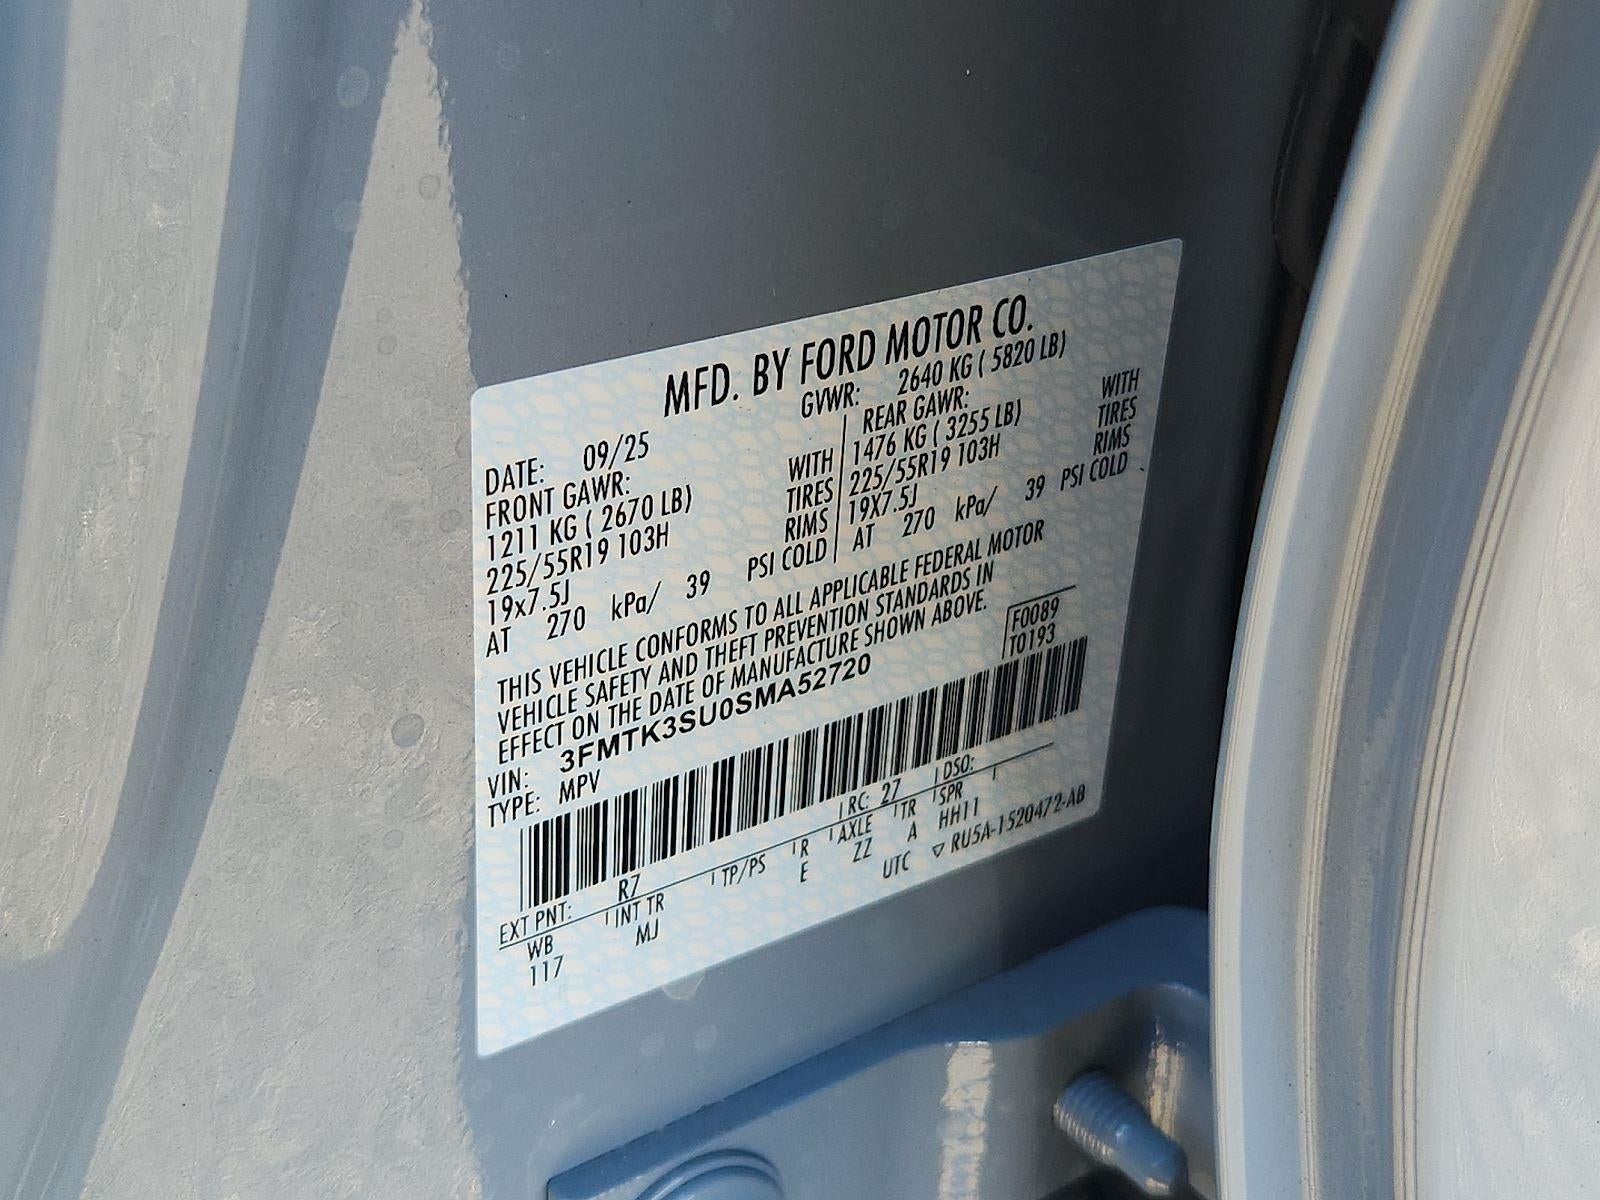 MFD. BY FORD MOTOR CO.
DATE: 09/25 GVWR: 2640 KG ( 5820 LB)
FRONT GAWR: REAR GAWR:
1211 KG ( 2670 LB) WITH 1476 KG ( 3255 LB) WITH
225/55R19 103H TIRES 225/55R19 103H TIRES
19x7.5J RIMS 19X7.5J RIMS
AT 270 kPa/ 39 PSI COLD AT 270 kPa/ 39 PSI COLD
THIS VEHICLE CONFORMS TO ALL APPLICABLE FEDERAL MOTOR
VEHICLE SAFETY AND THEFT PREVENTION STANDARDS IN
EFFECT ON THE DATE OF MANUFACTURE SHOWN ABOVE.
F0089
VIN: 3FMTK3SU0SMA52720 T0193
TYPE: MPV
EXT PNT: R7 RC: 27 DSO:
WB INT TR TP/PS R AXLE TR SPR
117 MJ E ZZ A HH11
UTC ▽ RU5A-1520472-AB